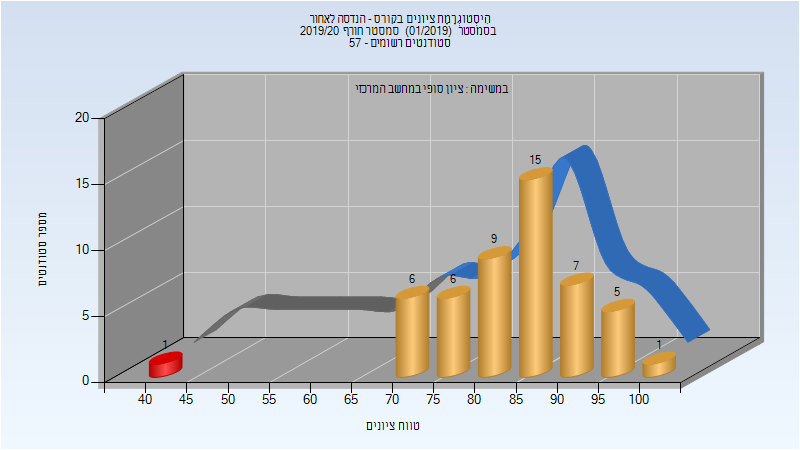 היסטוגרמת ציונים בקורס - הנדסה לאחור
בסמסטר (01/2019) סמסטר חורף 2019/20
סטודנטים רשומים - 57
במשימה : ציון סופי במחשב המרכזי
מספר סטודנטים
20
15
10
5
0
1
6
6
9
15
7
5
1
40 45 50 55 60 65 70 75 80 85 90 95 100
טווח ציונים